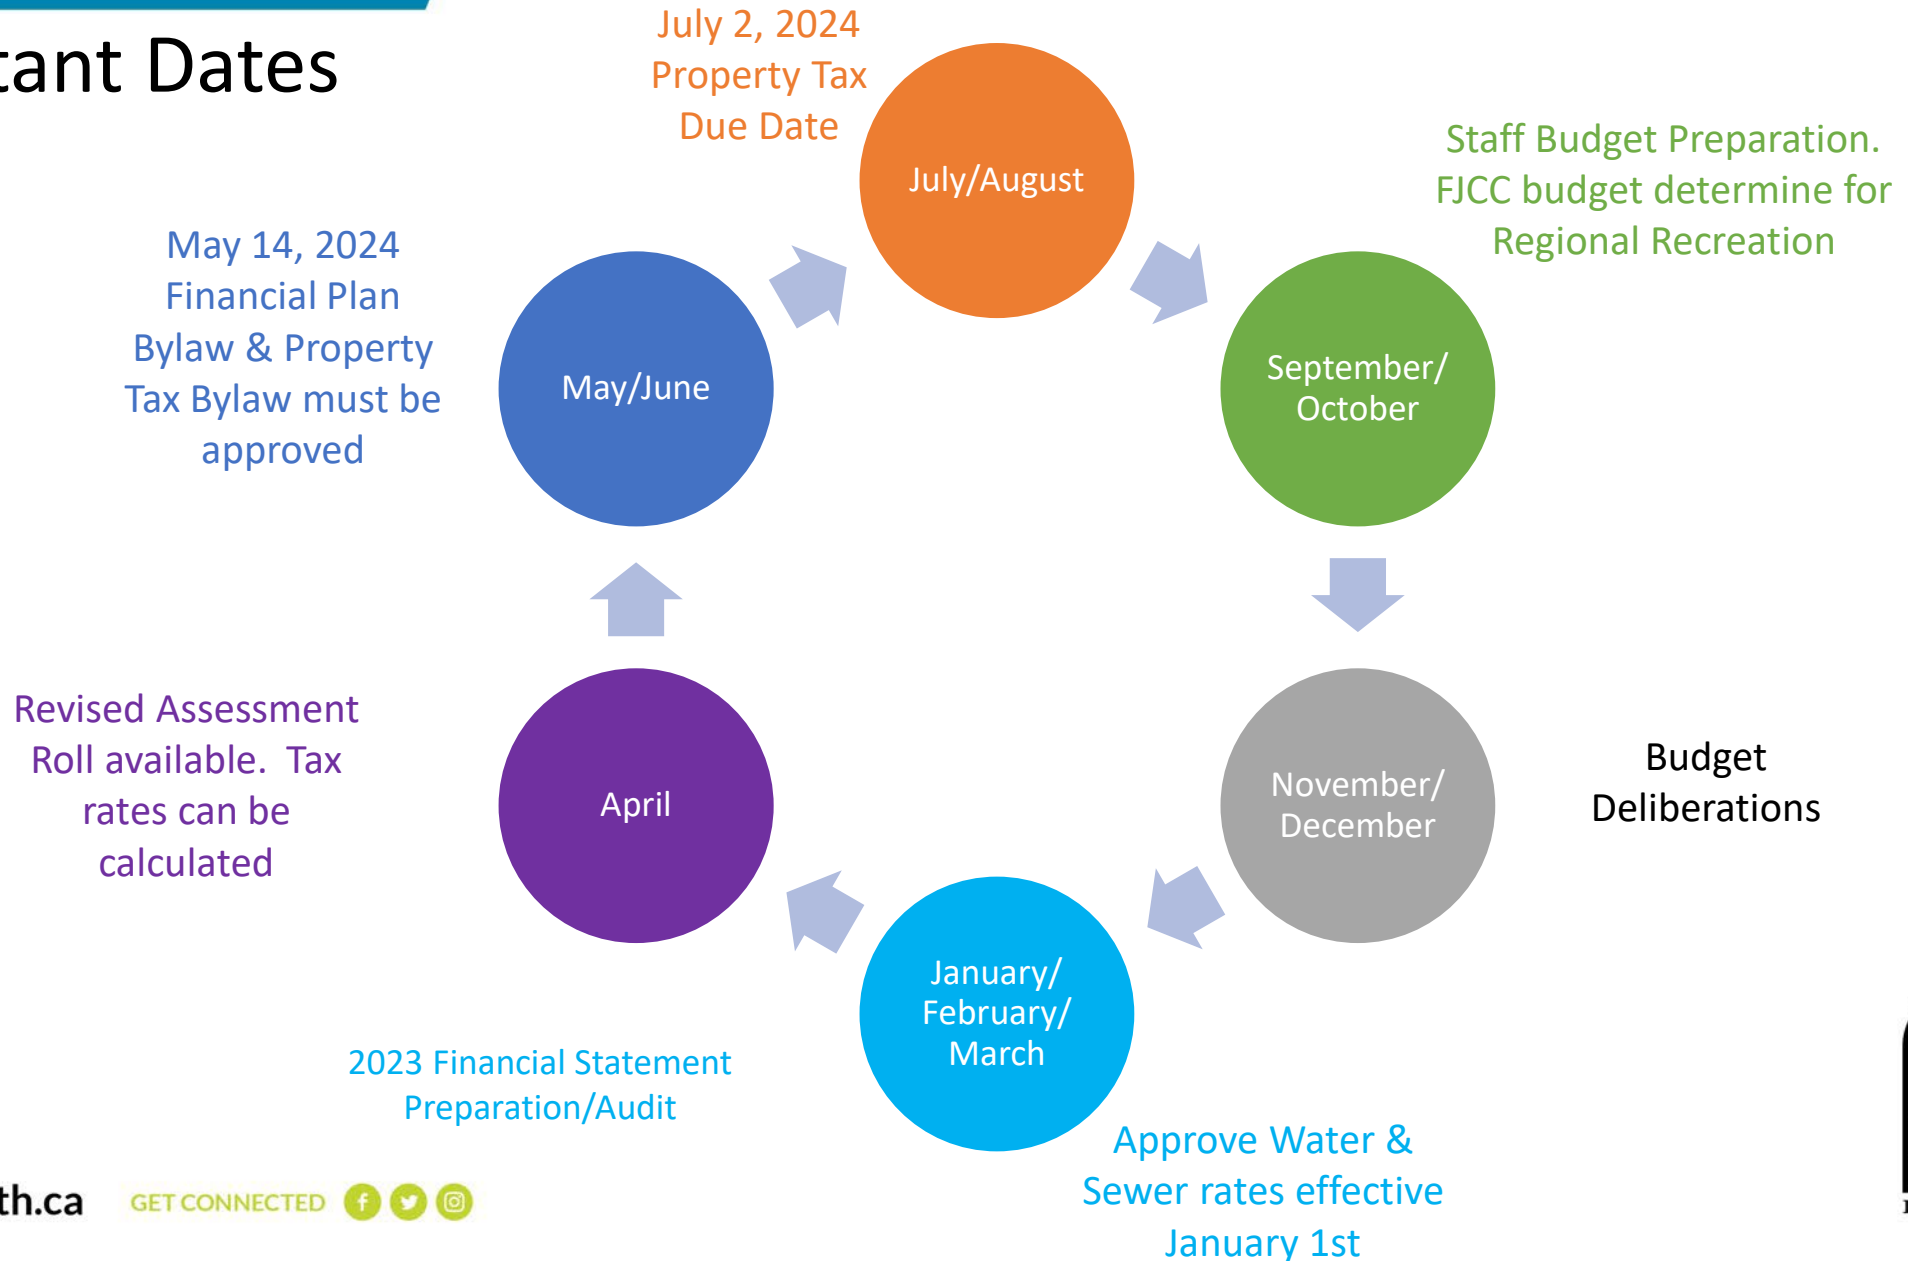 tant Dates
July 2, 2024
Property Tax
Due Date
July/August
Staff Budget Preparation.
FJCC budget determine for
Regional Recreation
September/
October
Budget
Deliberations
November/
December
January/
February/
March
Approve Water &
Sewer rates effective
January 1st
2023 Financial Statement
Preparation/Audit
April
Revised Assessment
Roll available.  Tax
rates can be
calculated
May/June
May 14, 2024
Financial Plan
Bylaw & Property
Tax Bylaw must be
approved
th.ca
GET CONNECTED